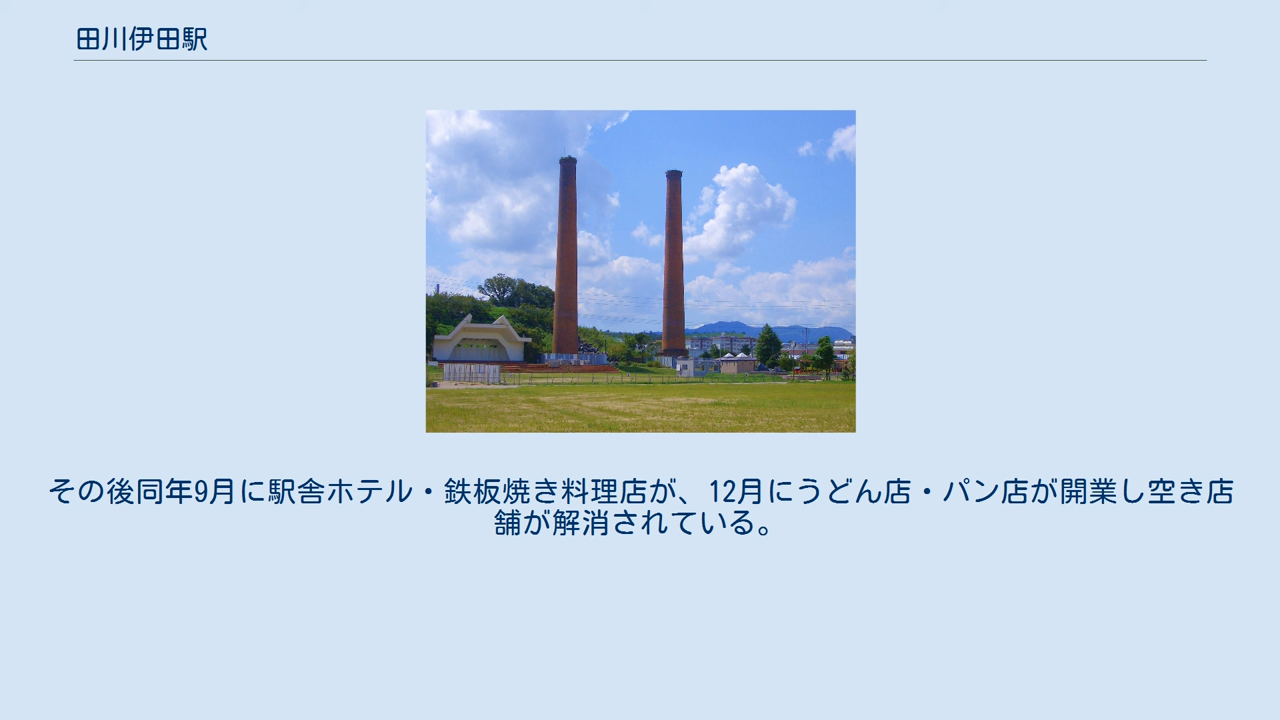 田川伊田駅
その後同年9月に駅舎ホテル・鉄板焼き料理店が、12月にうどん店・パン店が開業し空き店
舗が解消されている。